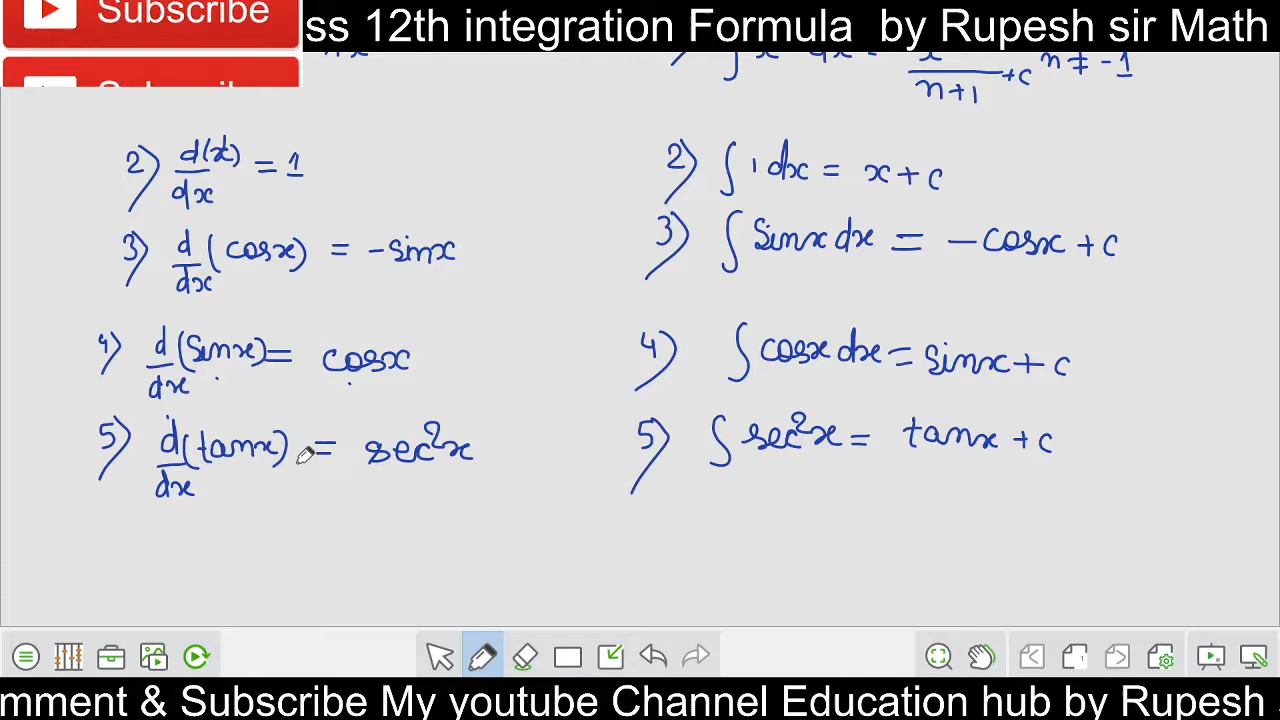 Subscribe
ss 12th integration Formula by Rupesh sir Math
Subscribe
n+1 +c n ≠ -1
2) d(x)/dx = 1
2) ∫ 1 dx = x + c
3) d/dx (cosx) = -sinx
3) ∫ sinx dx = -cosx + c
4) d/dx (sinx) = cosx
4) ∫ cosx dx = sinx + c
5) d/dx (tanx) = sec²x
5) ∫ sec²x = tanx + c
mment & Subscribe My youtube Channel Education hub by Rupesh